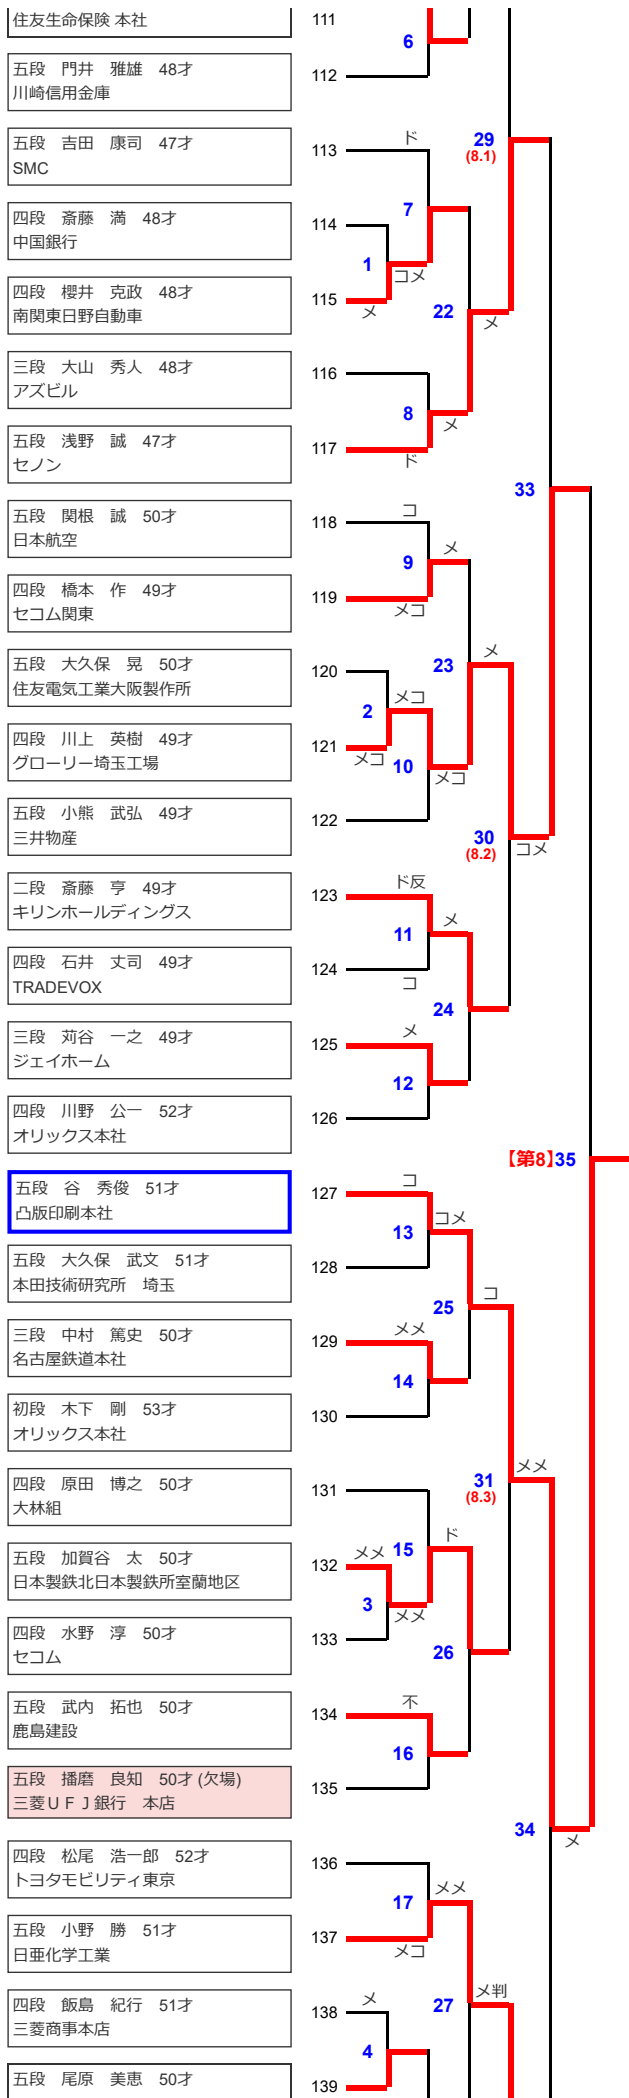 住友生命保険 本社
111
6
五段 門井 雅雄 48才
川崎信用金庫
112
五段 吉田 康司 47才
SMC
113
ド
29
(8.1)
四段 斎藤 満 48才
中国銀行
114
7
1
コメ
四段 櫻井 克政 48才
南関東日野自動車
115
メ
22
メ
三段 大山 秀人 48才
アズビル
116
8
メ
五段 浅野 誠 47才
セノン
117
ド
33
五段 関根 誠 50才
日本航空
118
コ
メ
9
四段 橋本 作 49才
セコム関東
119
メコ
五段 大久保 晃 50才
住友電気工業大阪製作所
120
23
メ
メコ
2
四段 川上 英樹 49才
グローリー埼玉工場
121
メコ
10
メコ
五段 小熊 武弘 49才
三井物産
122
30
(8.2)
コメ
二段 斎藤 亨 49才
キリンホールディングス
123
ド反
メ
11
四段 石井 丈司 49才
TRADEVOX
124
コ
24
三段 苅谷 一之 49才
ジェイホーム
125
メ
12
四段 川野 公一 52才
オリックス本社
126
【第8】35
五段 谷 秀俊 51才
凸版印刷本社
127
コ
コメ
13
五段 大久保 武文 51才
本田技術研究所 埼玉
128
25
コ
三段 中村 篤史 50才
名古屋鉄道本社
129
メメ
14
初段 木下 剛 53才
オリックス本社
130
31
(8.3)
メメ
四段 原田 博之 50才
大林組
131
ド
15
五段 加賀谷 太 50才
日本製鉄北日本製鉄所室蘭地区
132
メメ
3
メメ
四段 水野 淳 50才
セコム
133
26
五段 武内 拓也 50才
鹿島建設
134
不
16
五段 播磨 良知 50才 (欠場)
三菱ＵＦＪ銀行 本店
135
34
メ
四段 松尾 浩一郎 52才
トヨタモビリティ東京
136
メメ
17
五段 小野 勝 51才
日亜化学工業
137
メコ
四段 飯島 紀行 51才
三菱商事本店
138
メ
27
メ判
4
五段 尾原 美恵 50才
139